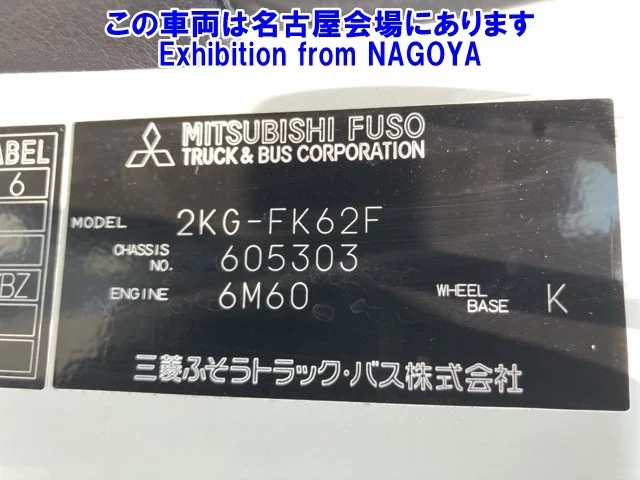 この車両は名古屋会場にあります
Exhibition from NAGOYA
MITSUBISHI FUSO
TRUCK & BUS CORPORATION
ABEL
6
MODEL 2KG-FK62F
CHASSIS NO. 605303
BZ
ENGINE 6M60
WHEEL BASE K
三菱ふそうトラック・バス株式会社